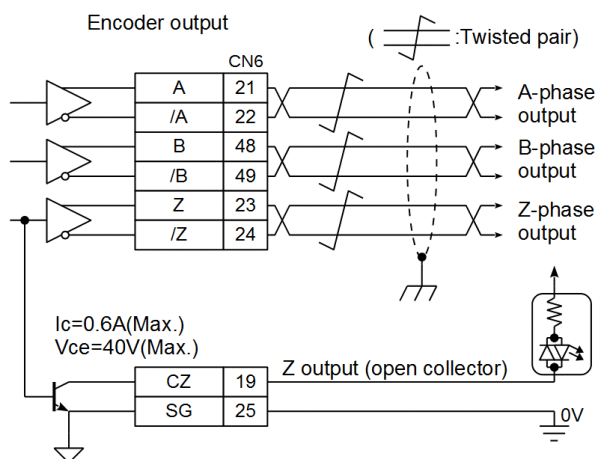 Encoder output
( :Twisted pair)
CN6
A 21
/A 22
A-phase
output
B 48
/B 49
B-phase
output
Z 23
/Z 24
Z-phase
output
Ic=0.6A(Max.)
Vce=40V(Max.)
CZ 19 Z output (open collector)
SG 25 0V